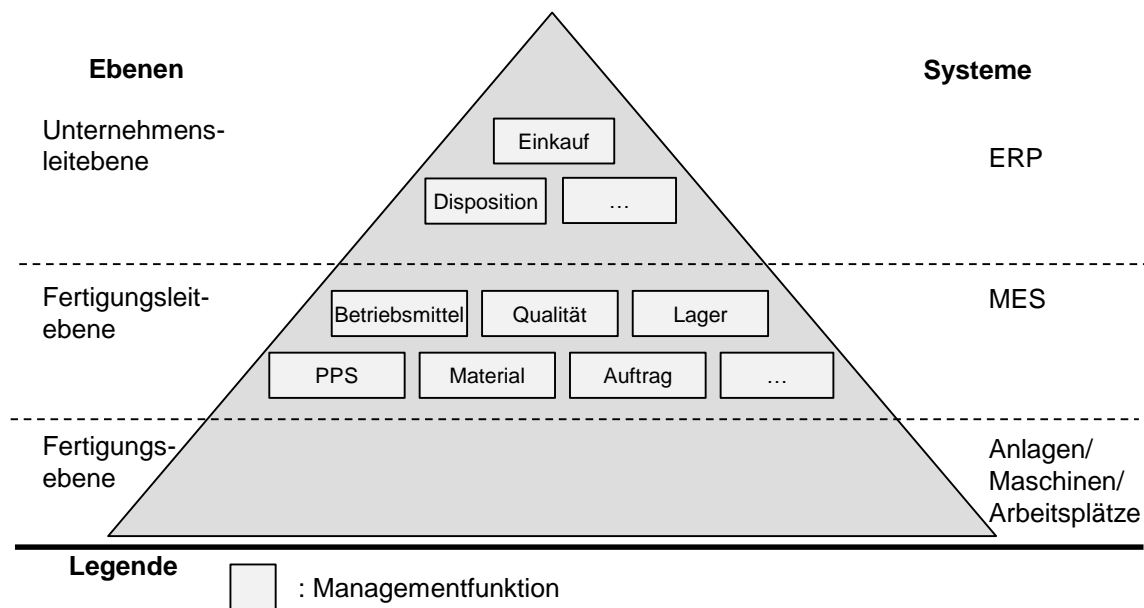 Ebenen
Systeme
Unternehmens-
leitebene
Einkauf
ERP
Disposition
…
Fertigungsleit-
ebene
MES
Betriebsmittel
Qualität
Lager
PPS
Material
Auftrag
…
Fertigungs-
ebene
Anlagen/
Maschinen/
Arbeitsplätze
Legende
: Managementfunktion